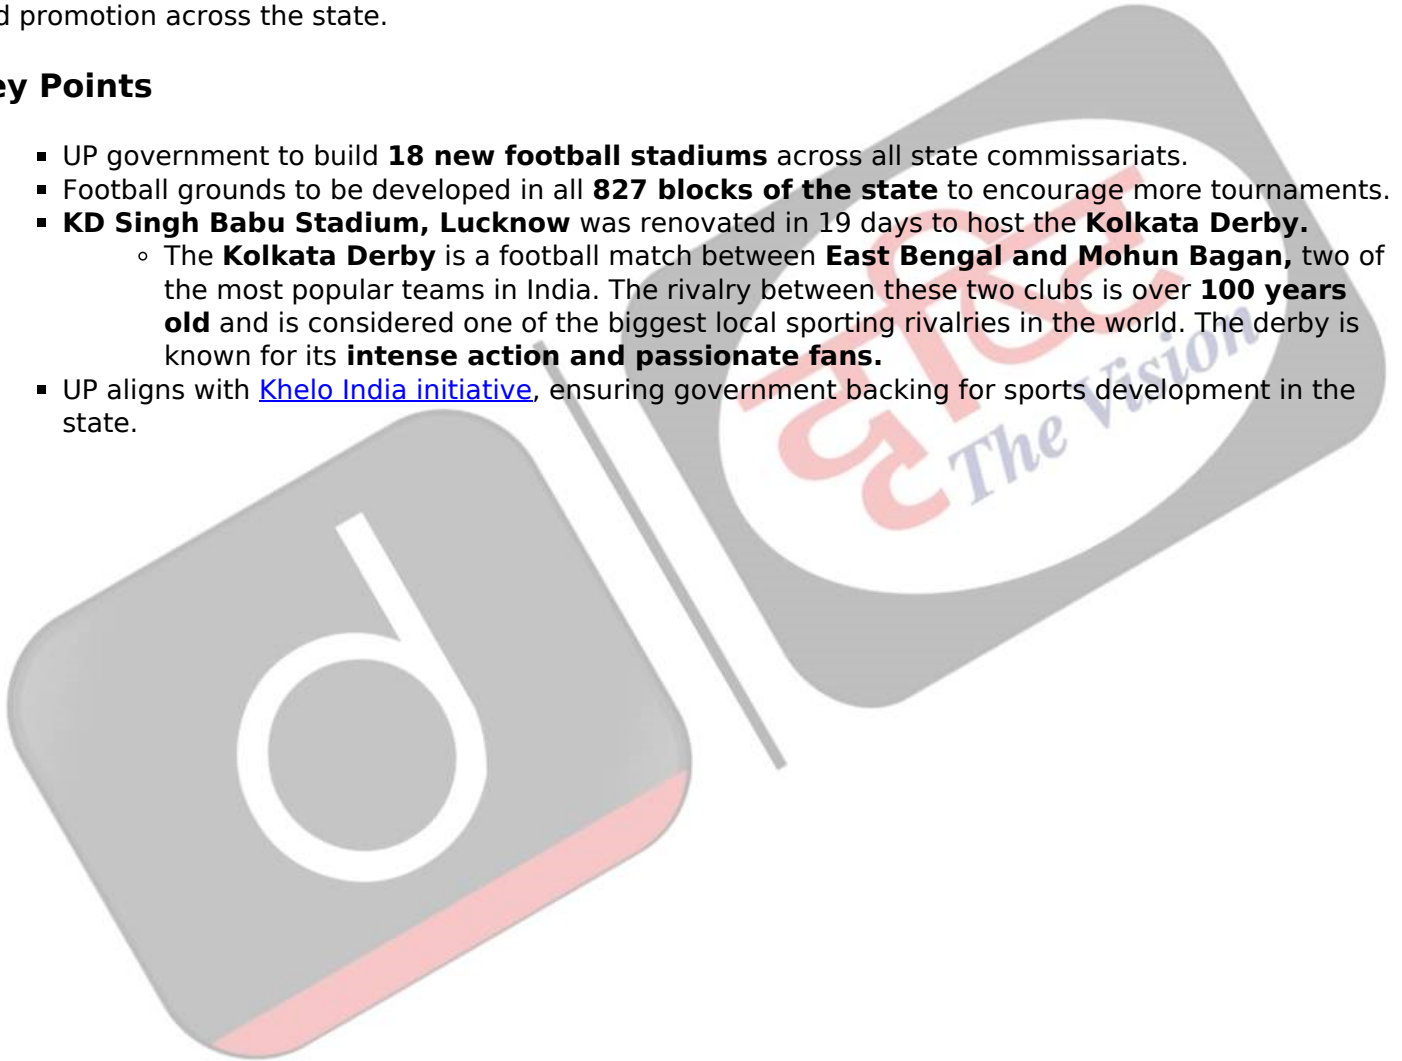 d promotion across the state.
ey Points
▪ UP government to build 18 new football stadiums across all state commissariats.
▪ Football grounds to be developed in all 827 blocks of the state to encourage more tournaments.
▪ KD Singh Babu Stadium, Lucknow was renovated in 19 days to host the Kolkata Derby.
◦ The Kolkata Derby is a football match between East Bengal and Mohun Bagan, two of
the most popular teams in India. The rivalry between these two clubs is over 100 years
old and is considered one of the biggest local sporting rivalries in the world. The derby is
known for its intense action and passionate fans.
▪ UP aligns with Khelo India initiative, ensuring government backing for sports development in the
state.
दृष्टि
The Vision
d